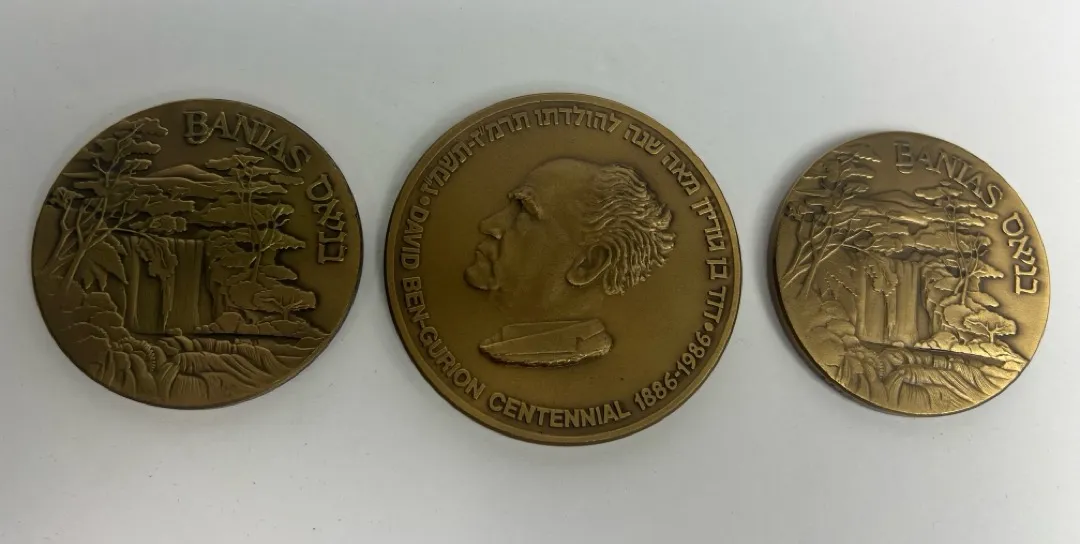 BANIAS
בניאס
דוד בן גוריון מאה שנה להולדתו תרמ"ז-תשמ"ז
DAVID BEN-GURION CENTENNIAL 1886-1986
BANIAS
בניאס